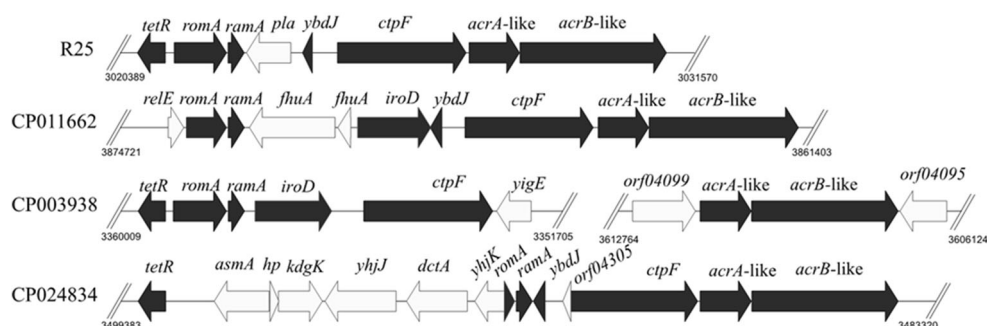 tetR romA ramA pla ybdJ ctpF acrA-like acrB-like
R25
3020389 3031570
relE romA ramA fhuA fhuA iroD ybdJ ctpF acrA-like acrB-like
CP011662
3874721 3861403
tetR romA ramA iroD ctpF yigE orf04099 acrA-like acrB-like orf04095
CP003938
3360009 3351705 3612764 3606124
tetR asmA hp kdgK yhjJ dctA yhjK romA ramA ybdJ orf04305 ctpF acrA-like acrB-like
CP024834
3499383 3483320